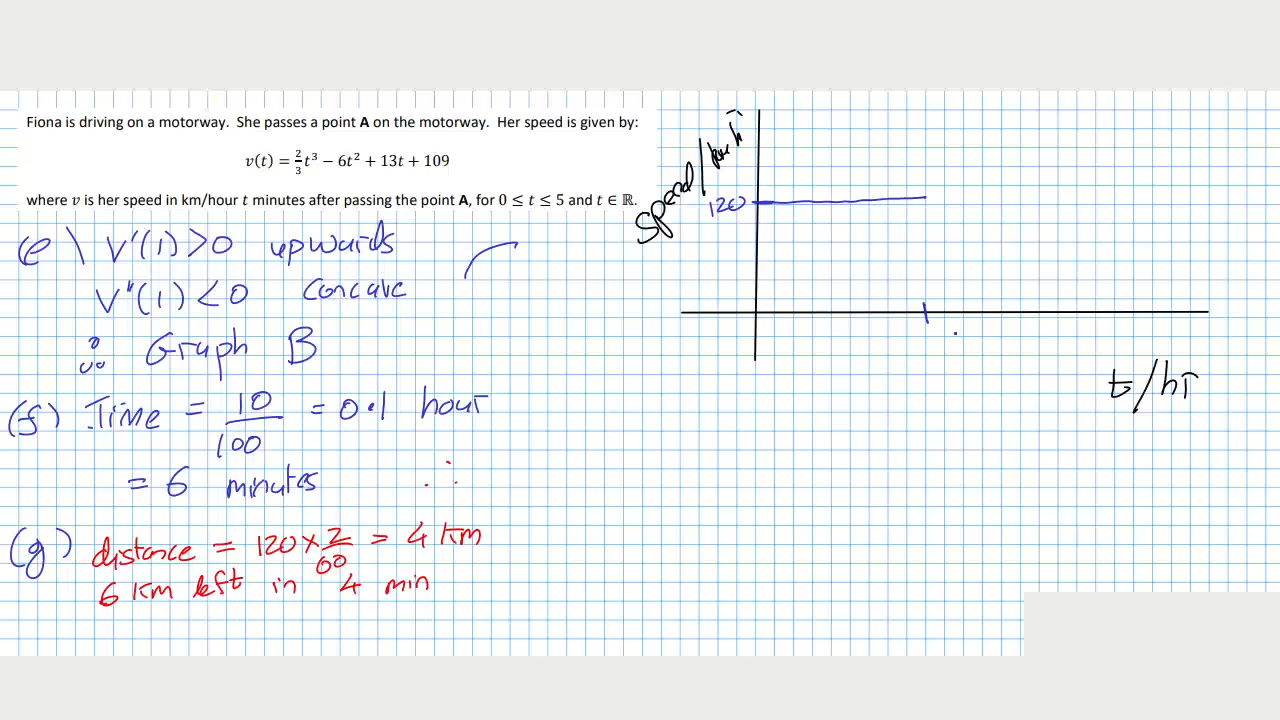 Fiona is driving on a motorway. She passes a point A on the motorway. Her speed is given by:
v(t) = 2/3 t³ − 6t² + 13t + 109
where v is her speed in km/hour t minutes after passing the point A, for 0 ≤ t ≤ 5 and t ∈ ℝ.
(e \ V'(1) > 0 upwards
V"(1) < 0 Concave
∴ Graph B
(f) Time = 10/100 = 0.1 hour
= 6 minutes ∴
(g) distance = 120 × 2/60 = 4 Km
6 Km left in 4 min
Speed/
120
t/hr